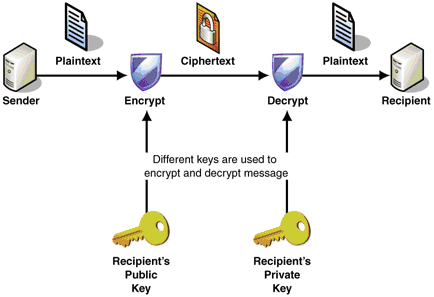 Plaintext
Ciphertext
Plaintext
Sender
Encrypt
Decrypt
Recipient
Different keys are used to
encrypt and decrypt message
Recipient's
Public
Key
Recipient's
Private
Key